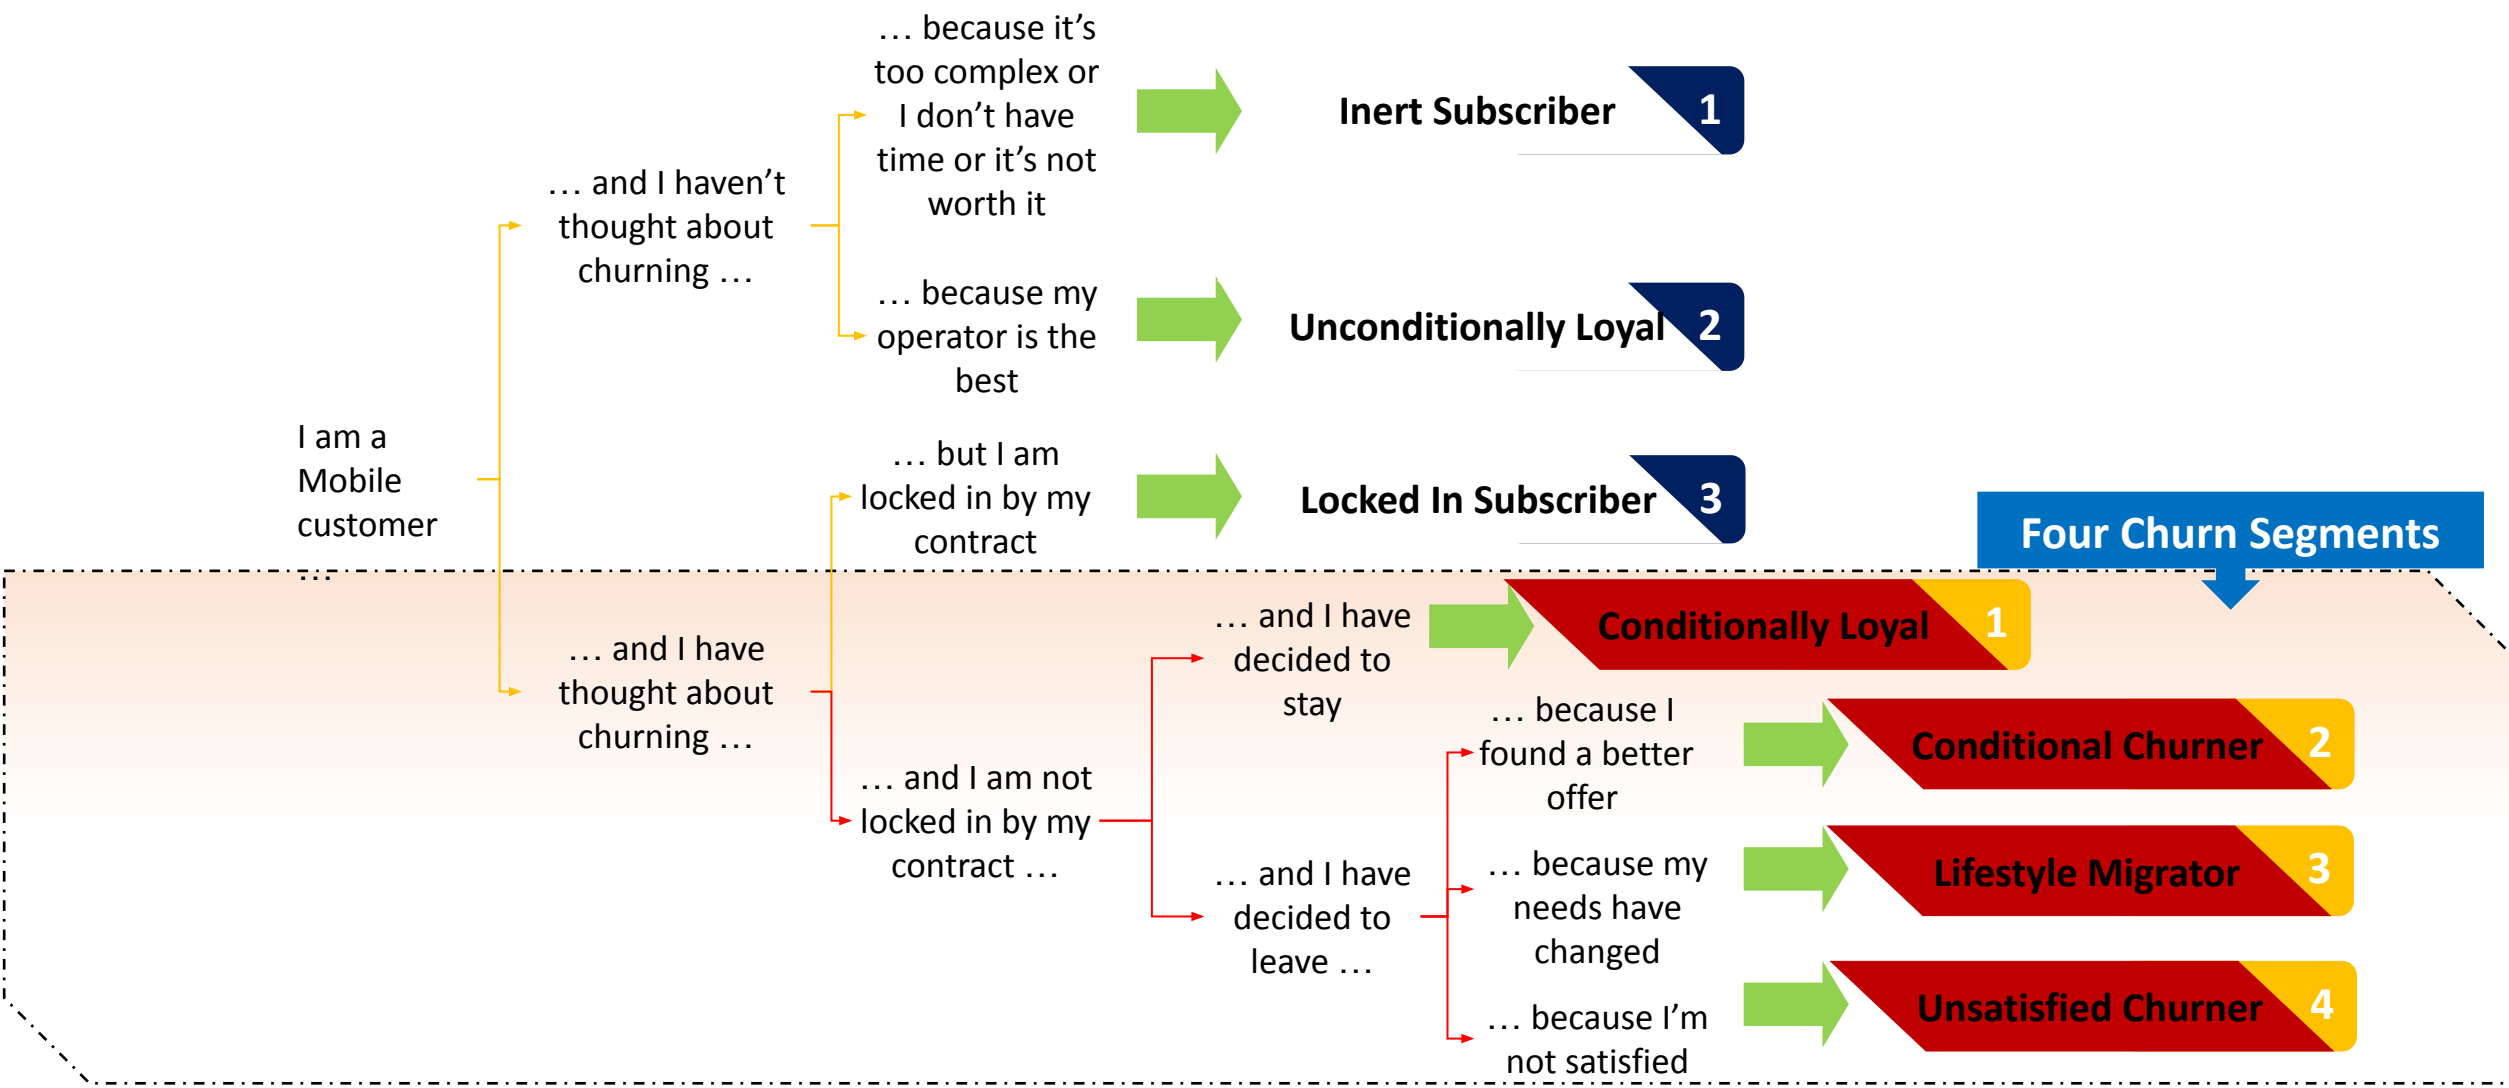 … because it’s
too complex or
I don’t have
time or it’s not
worth it
Inert Subscriber
1
… and I haven’t
thought about
churning …
… because my
operator is the
best
Unconditionally Loyal
2
I am a
Mobile
customer
…
… but I am
locked in by my
contract
Locked In Subscriber
3
Four Churn Segments
… and I have
thought about
churning …
… and I have
decided to
stay
Conditionally Loyal
1
… and I am not
locked in by my
contract …
… because I
found a better
offer
Conditional Churner
2
… and I have
decided to
leave …
… because my
needs have
changed
Lifestyle Migrator
3
… because I’m
not satisfied
Unsatisfied Churner
4